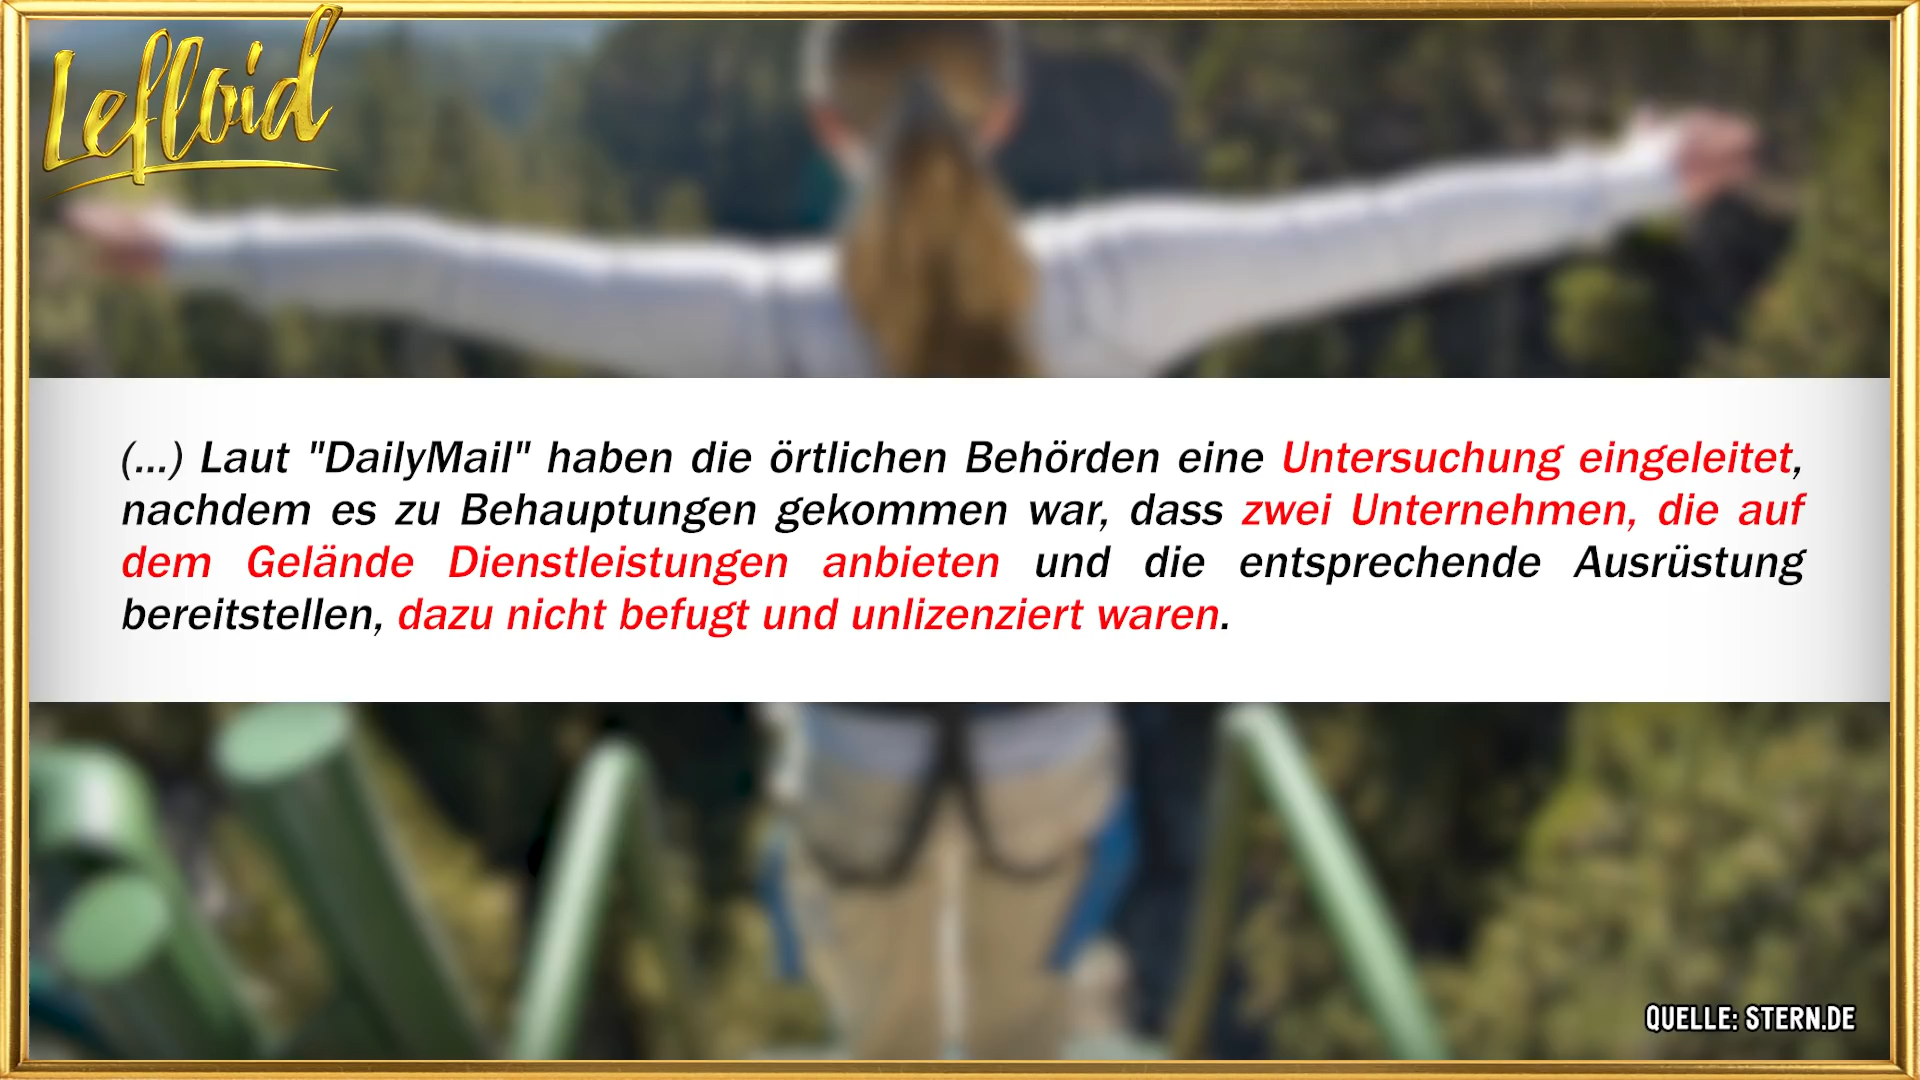 Lefloid
(...) Laut "DailyMail" haben die örtlichen Behörden eine Untersuchung eingeleitet,
nachdem es zu Behauptungen gekommen war, dass zwei Unternehmen, die auf
dem Gelände Dienstleistungen anbieten und die entsprechende Ausrüstung
bereitstellen, dazu nicht befugt und unlizenziert waren.
QUELLE: STERN.DE